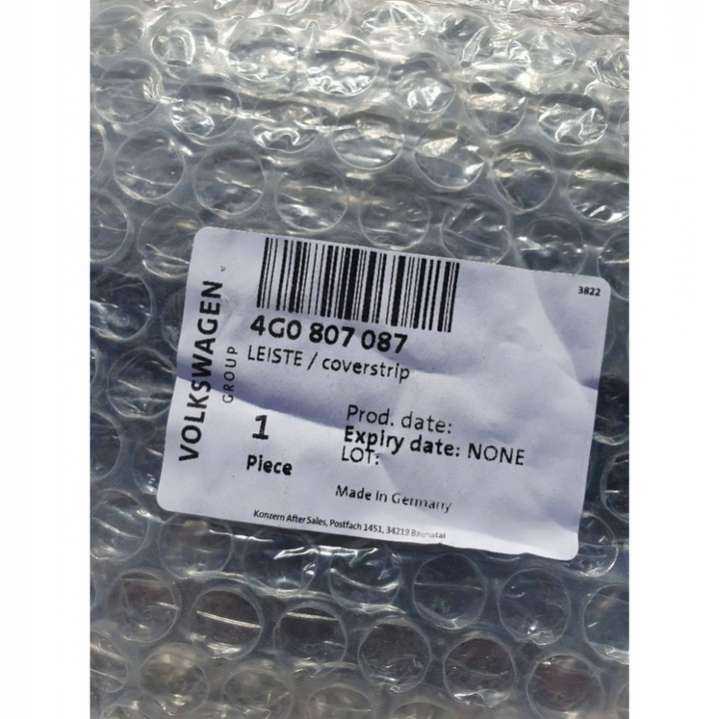 VOLKSWAGEN
GROUP
3822
4G0 807 087
LEISTE / coverstrip
1
Piece
Prod. date:
Expiry date: NONE
LOT:
Made In Germany
Konzern After Sales, Postfach 1451, 34219 Baunatal